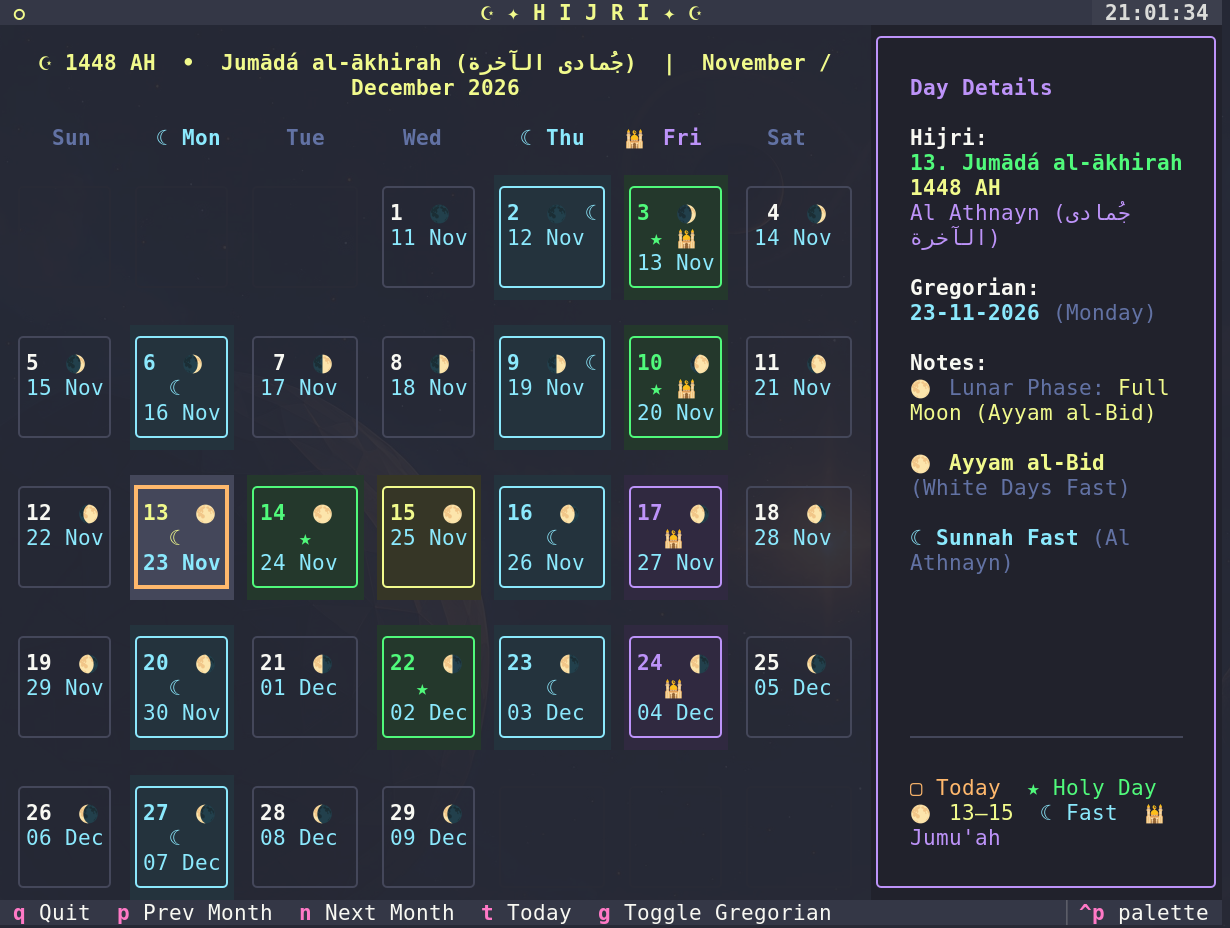 ☪ ✦ H I J R I ✦ ☪ 21:01:34
☪ 1448 AH • Jumādá al-ākhirah (جُمادى الآخرة) | November /
December 2026
Sun ☾ Mon Tue Wed ☾ Thu 🕌 Fri Sat
1 2 ☾ 3 4
11 Nov 12 Nov ★ 🕌 14 Nov
13 Nov
5 6 7 8 9 ☾ 10 11
15 Nov ☾ 17 Nov 18 Nov 19 Nov ★ 🕌 21 Nov
16 Nov 20 Nov
12 13 14 15 16 17 18
22 Nov ☾ ★ 25 Nov ☾ 🕌 28 Nov
23 Nov 24 Nov 26 Nov 27 Nov
19 20 21 22 23 24 25
29 Nov ☾ 01 Dec ★ ☾ 🕌 05 Dec
30 Nov 02 Dec 03 Dec 04 Dec
26 27 28 29
06 Dec ☾ 08 Dec 09 Dec
07 Dec
Day Details
Hijri:
13. Jumādá al-ākhirah
1448 AH
Al Athnayn (جُمادى
الآخرة)
Gregorian:
23-11-2026 (Monday)
Notes:
🌕 Lunar Phase: Full
Moon (Ayyam al-Bid)
🌕 Ayyam al-Bid
(White Days Fast)
☾ Sunnah Fast (Al
Athnayn)
▢ Today ★ Holy Day
🌕 13–15 ☾ Fast 🕌
Jumu'ah
q Quit p Prev Month n Next Month t Today g Toggle Gregorian ^p palette